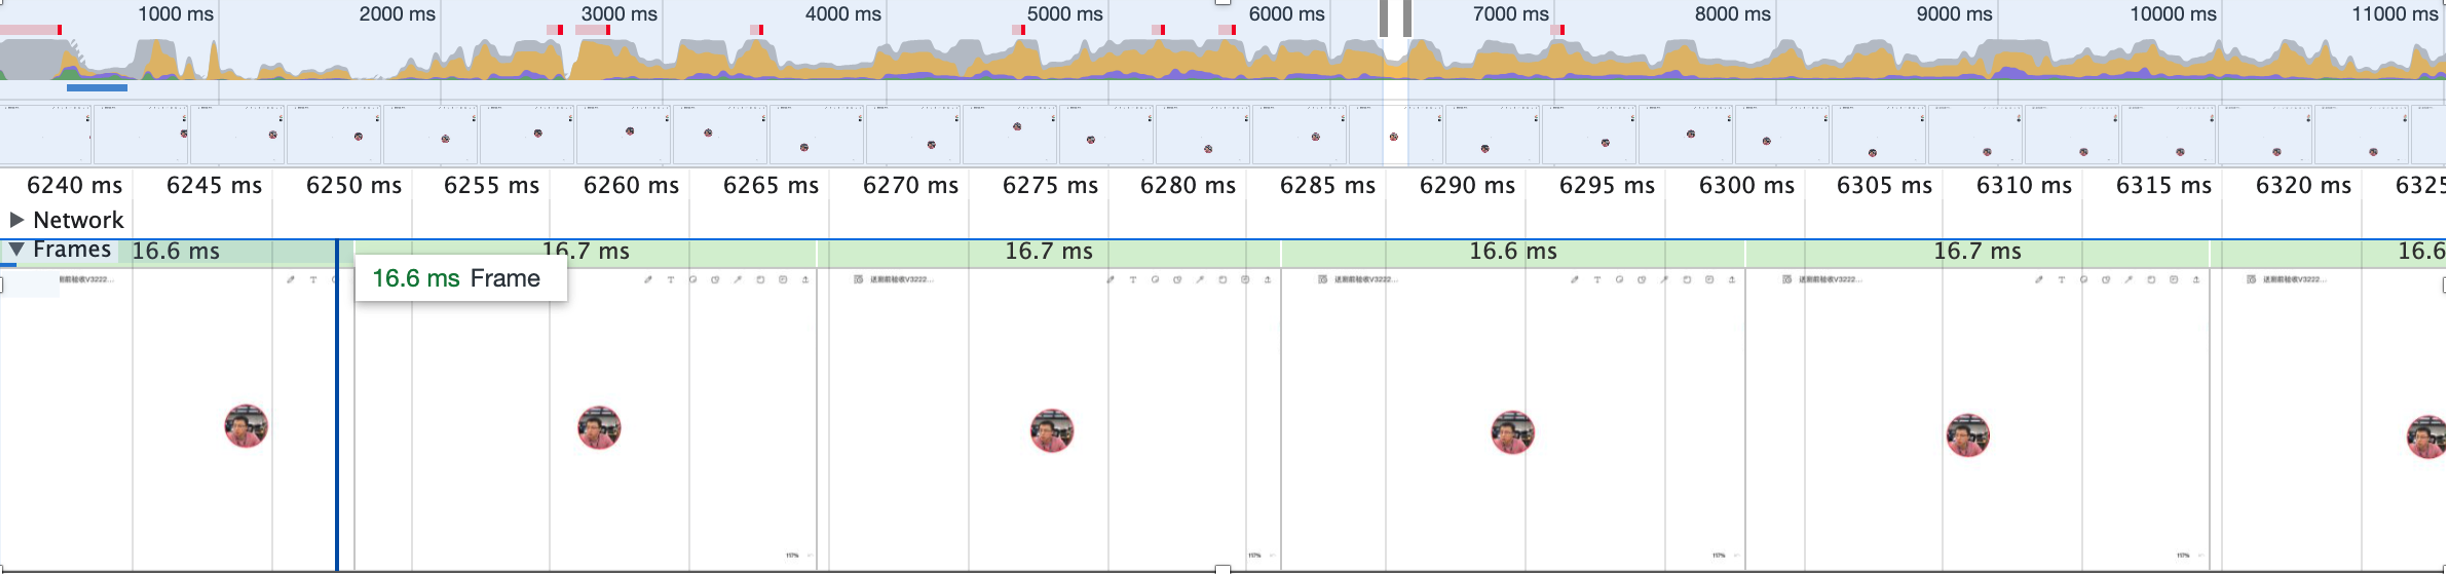 1000 ms 2000 ms 3000 ms 4000 ms 5000 ms 6000 ms 7000 ms 8000 ms 9000 ms 10000 ms 11000 ms
6240 ms 6245 ms 6250 ms 6255 ms 6260 ms 6265 ms 6270 ms 6275 ms 6280 ms 6285 ms 6290 ms 6295 ms 6300 ms 6305 ms 6310 ms 6315 ms 6320 ms 6325
Network
Frames 16.6 ms 16.7 ms 16.7 ms 16.6 ms 16.7 ms 16.6
16.6 ms Frame
117% 117% 117% 117%